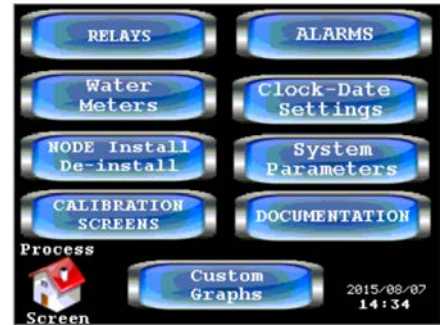 RELAYS
ALARMS
Water
Meters
Clock-Date
Settings
NODE Install
De-install
System
Parameters
CALIBRATION
SCREENS
DOCUMENTATION
Process
Screen
Custom
Graphs
2015/08/07
14:34